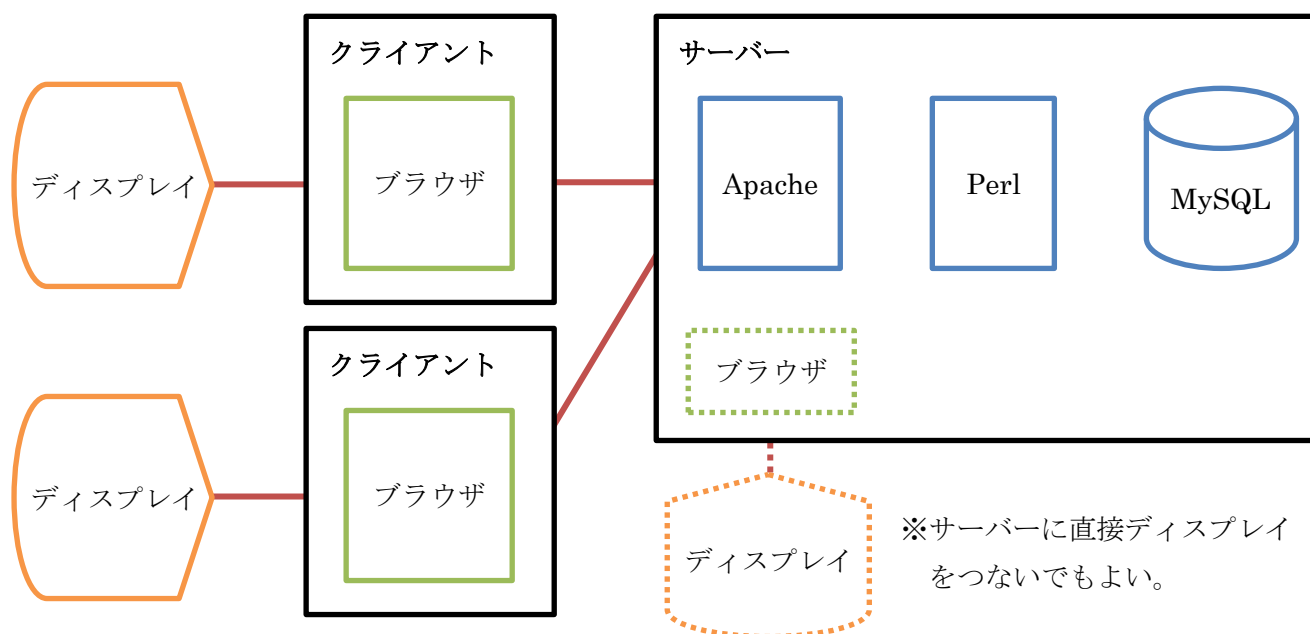 クライアント
サーバー
ディスプレイ
ブラウザ
Apache
Perl
MySQL
クライアント
ブラウザ
ディスプレイ
ブラウザ
ディスプレイ
※サーバーに直接ディスプレイ
をつないでもよい。